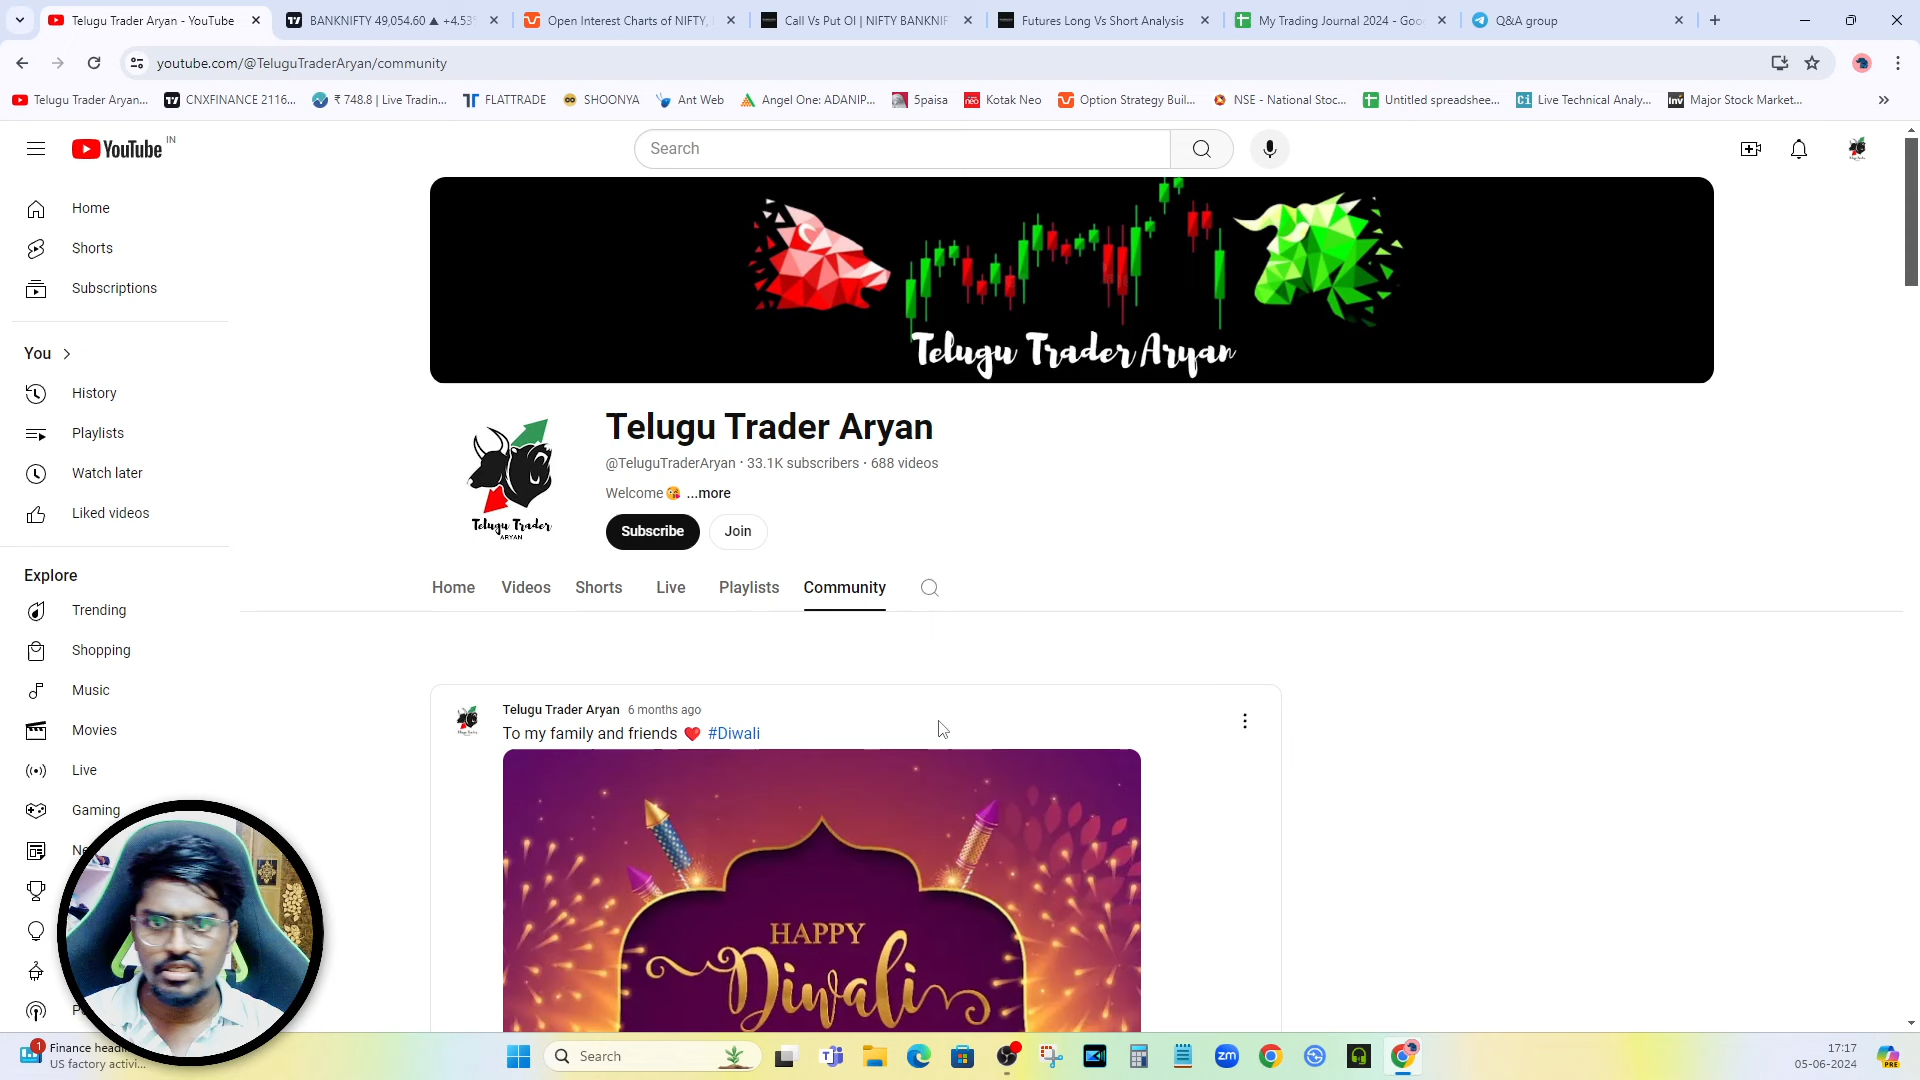 Telugu Trader Aryan - YouTube
BANKNIFTY 49,054.60 ▲ +4.53
Open Interest Charts of NIFTY,
Call Vs Put OI | NIFTY BANKNIF
Futures Long Vs Short Analysis
My Trading Journal 2024 - Goo
Q&A group
youtube.com/@TeluguTraderAryan/community
Telugu Trader Aryan...
CNXFINANCE 2116...
₹ 748.8 | Live Tradin...
FLATTRADE
SHOONYA
Ant Web
Angel One: ADANIP...
5paisa
Kotak Neo
Option Strategy Buil...
NSE - National Stoc...
Untitled spreadshee...
Live Technical Analy...
Major Stock Market...
YouTube IN
Search
Home
Shorts
Subscriptions
You
History
Playlists
Watch later
Liked videos
Explore
Trending
Shopping
Music
Movies
Live
Gaming
Telugu Trader Aryan
Telugu Trader
ARYAN
Telugu Trader Aryan
@TeluguTraderAryan · 33.1K subscribers · 688 videos
Welcome😘 ...more
Subscribe
Join
Home
Videos
Shorts
Live
Playlists
Community
Telugu Trader Aryan 6 months ago
To my family and friends ❤️ #Diwali
HAPPY
Diwali
1
Finance headli
US factory activi...
Search
zm
PRE
17:17
05-06-2024